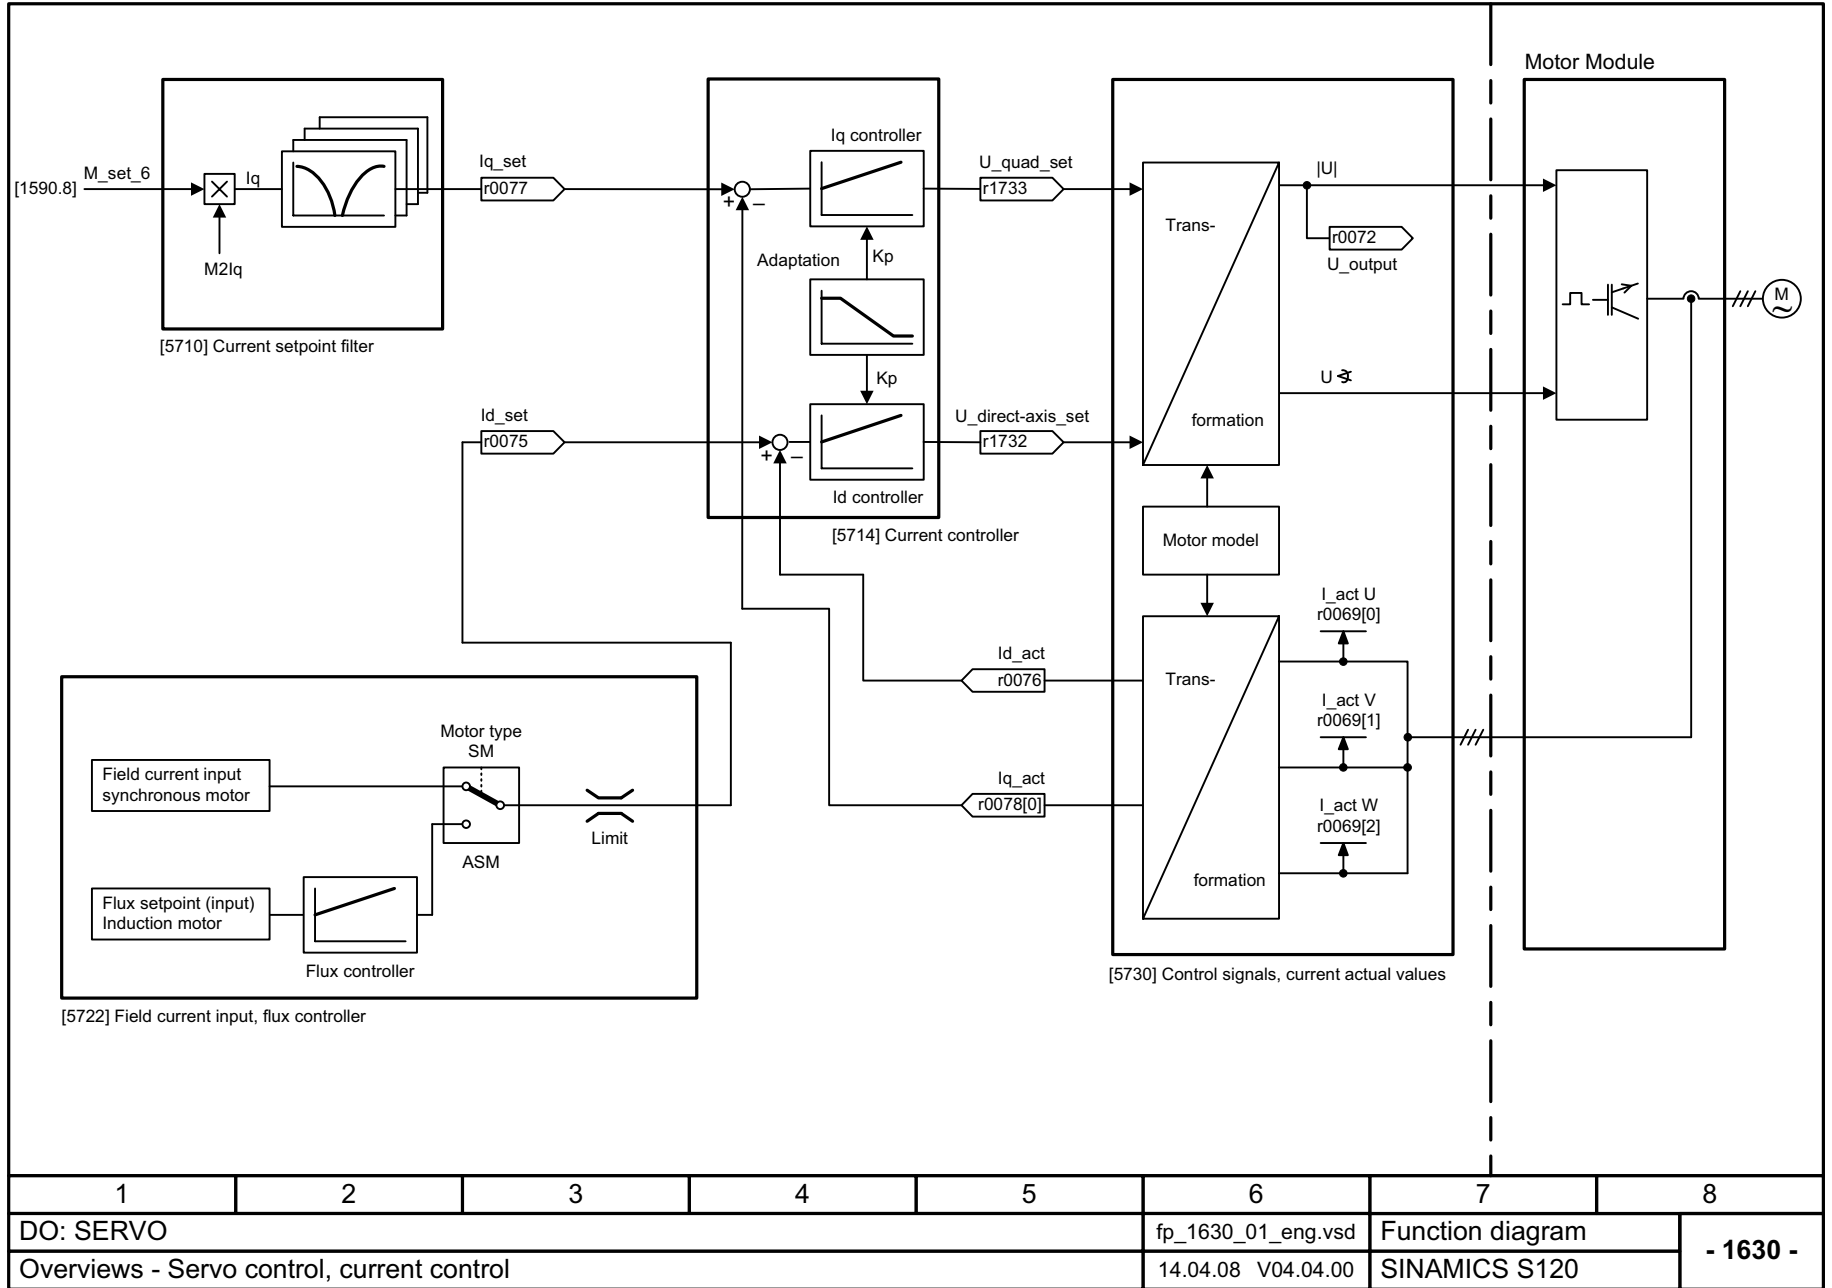 Motor Module
Iq controller
M_set_6
[1590.8]
Iq
M2Iq
[5710] Current setpoint filter
Iq_set
r0077
+
–
Adaptation
Kp
Kp
U_quad_set
r1733
Trans-
formation
|U|
r0072
U_output
U
M
~
Id_set
r0075
+
–
U_direct-axis_set
r1732
Id controller
[5714] Current controller
Motor model
I_act U
r0069[0]
Id_act
r0076
Trans-
formation
I_act V
r0069[1]
Iq_act
r0078[0]
I_act W
r0069[2]
[5730] Control signals, current actual values
Motor type
SM
Field current input
synchronous motor
Limit
ASM
Flux setpoint (input)
Induction motor
Flux controller
[5722] Field current input, flux controller
1 2 3 4 5 6 7 8
DO: SERVO
fp_1630_01_eng.vsd
Function diagram
- 1630 -
Overviews - Servo control, current control
14.04.08 V04.04.00
SINAMICS S120